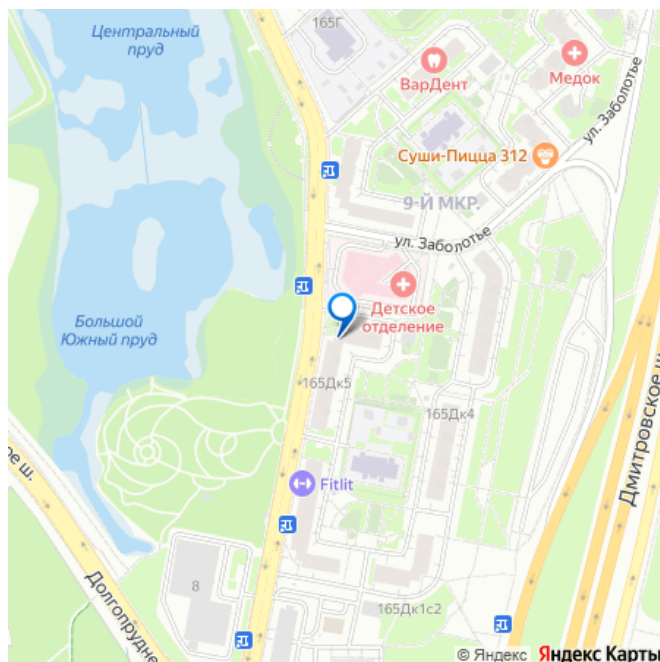 Центральный
пруд
165Г
ВарДент
Медок
ул. Заболотье
Суши-Пицца 312
9-Й МКР.
ул. Заболотье
Детское
отделение
Большой
Южный пруд
165Дк5
165Дк4
Дмитровское ш.
ое ш.
Fitlit
Долгопрудне
8
165Дк1с2
© Яндекс Яндекс Карты